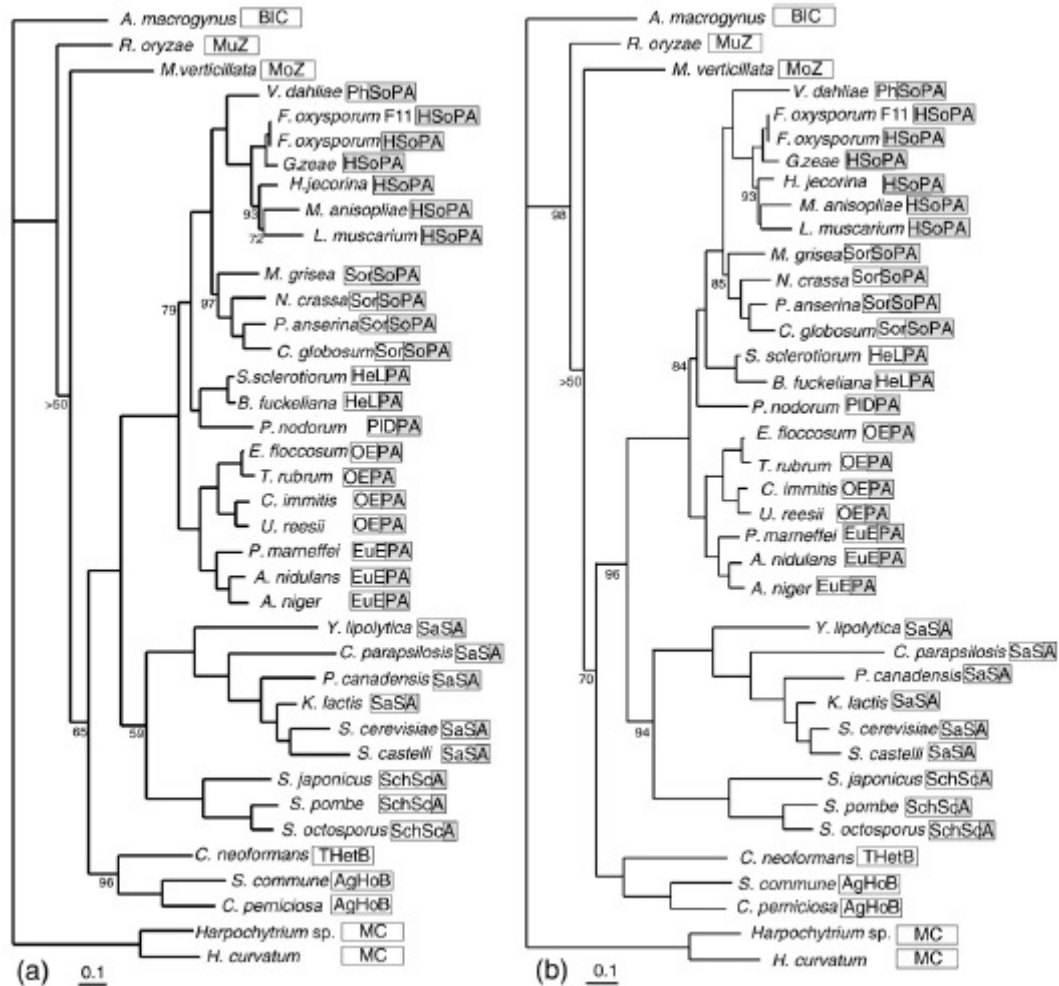 A. macrogynus BIC
R. oryzae MuZ
M.verticillata MoZ
V. dahliae PhSoPA
F. oxysporum F11 HSoPA
F. oxysporum HSoPA
G.zeae HSoPA
H.jecorina HSoPA
93
M. anisopliae HSoPA
72
L. muscarium HSoPA
M. grisea SorSoPA
97
N. crassa SorSoPA
79
P. anserina SorSoPA
C. globosum SorSoPA
S.sclerotiorum HeLPA
>50
B. fuckeliana HeLPA
P. nodorum PlDPA
E. floccosum OEPA
T. rubrum OEPA
C. immitis OEPA
U. reesii OEPA
P. marneffei EuEPA
A. nidulans EuEPA
A. niger EuEPA
Y. lipolytica SaSA
C. parapsilosis SaSA
P. canadensis SaSA
K. lactis SaSA
65
59
S. cerevisiae SaSA
S. castelli SaSA
S. japonicus SchScA
S. pombe SchScA
S. octosporus SchScA
C. neoformans THetB
96
S. commune AgHoB
C. perniciosa AgHoB
Harpochytrium sp. MC
H. curvatum MC
(a) 0.1
A. macrogynus BIC
R. oryzae MuZ
M. verticillata MoZ
V. dahliae PhSoPA
F. oxysporum F11 HSoPA
F. oxysporum HSoPA
G.zeae HSoPA
H. jecorina HSoPA
93
M. anisopliae HSoPA
98
L. muscarium HSoPA
M. grisea SorSoPA
85
N. crassa SorSoPA
P. anserina SorSoPA
C. globosum SorSoPA
S. sclerotiorum HeLPA
84
>50
B. fuckeliana HeLPA
P. nodorum PlDPA
E. floccosum OEPA
T. rubrum OEPA
C. immitis OEPA
U. reesii OEPA
P. marneffei EuEPA
A. nidulans EuEPA
96
A. niger EuEPA
Y. lipolytica SaSA
C. parapsilosis SaSA
70
P. canadensis SaSA
K. lactis SaSA
94
S. cerevisiae SaSA
S. castelli SaSA
S. japonicus SchScA
S. pombe SchScA
S. octosporus SchScA
C. neoformans THetB
S. commune AgHoB
C. perniciosa AgHoB
Harpochytrium sp. MC
H. curvatum MC
(b) 0.1